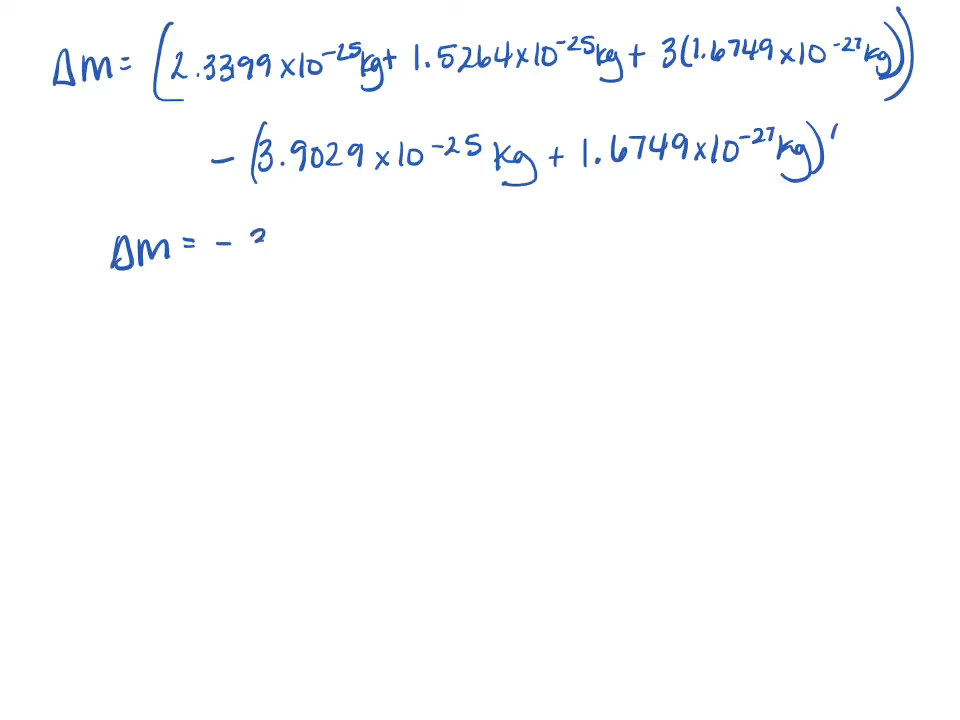 Δm = (2.3399 x 10^-25 kg + 1.5264 x 10^-25 kg + 3(1.6749 x 10^-27 kg))
- (3.9029 x 10^-25 kg + 1.6749 x 10^-27 kg)
Δm = -